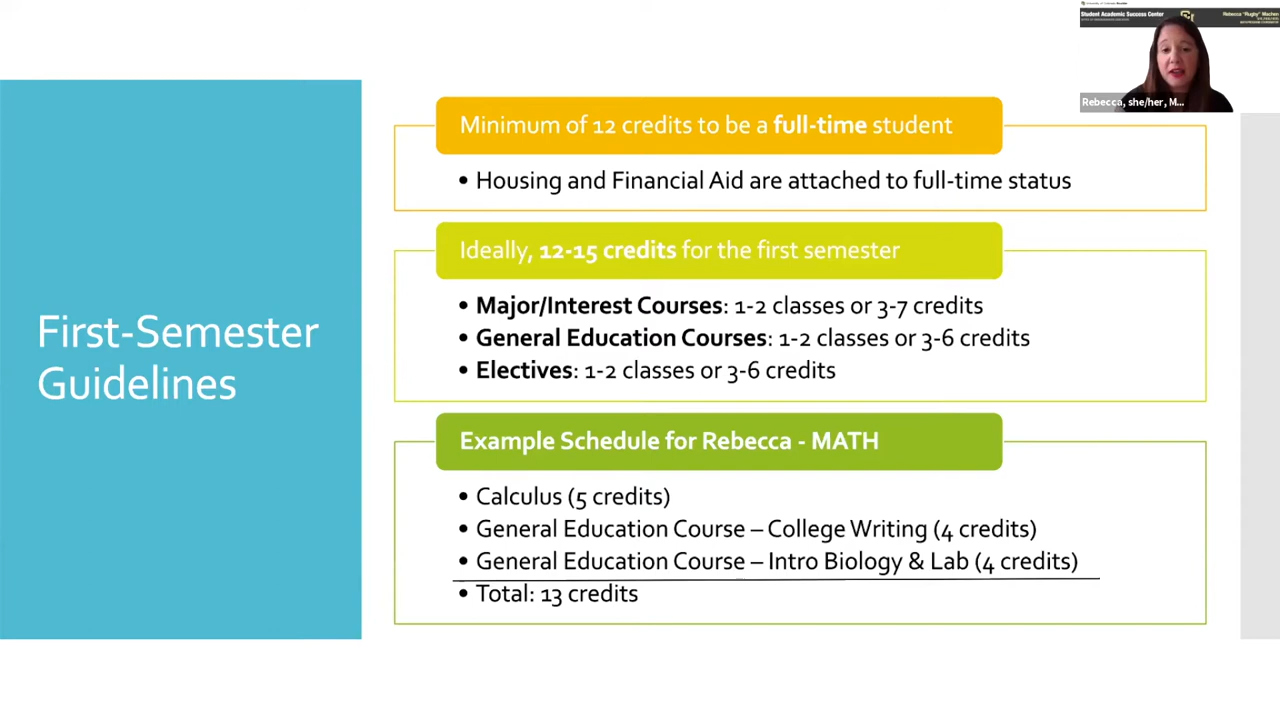 Student Academic Success Center
Rebecca "Rugby" Machen
Rebecca, she/her, M...
Minimum of 12 credits to be a full-time student
• Housing and Financial Aid are attached to full-time status
Ideally, 12-15 credits for the first semester
• Major/Interest Courses: 1-2 classes or 3-7 credits
• General Education Courses: 1-2 classes or 3-6 credits
• Electives: 1-2 classes or 3-6 credits
First-Semester
Guidelines
Example Schedule for Rebecca - MATH
• Calculus (5 credits)
• General Education Course – College Writing (4 credits)
• General Education Course – Intro Biology & Lab (4 credits)
• Total: 13 credits